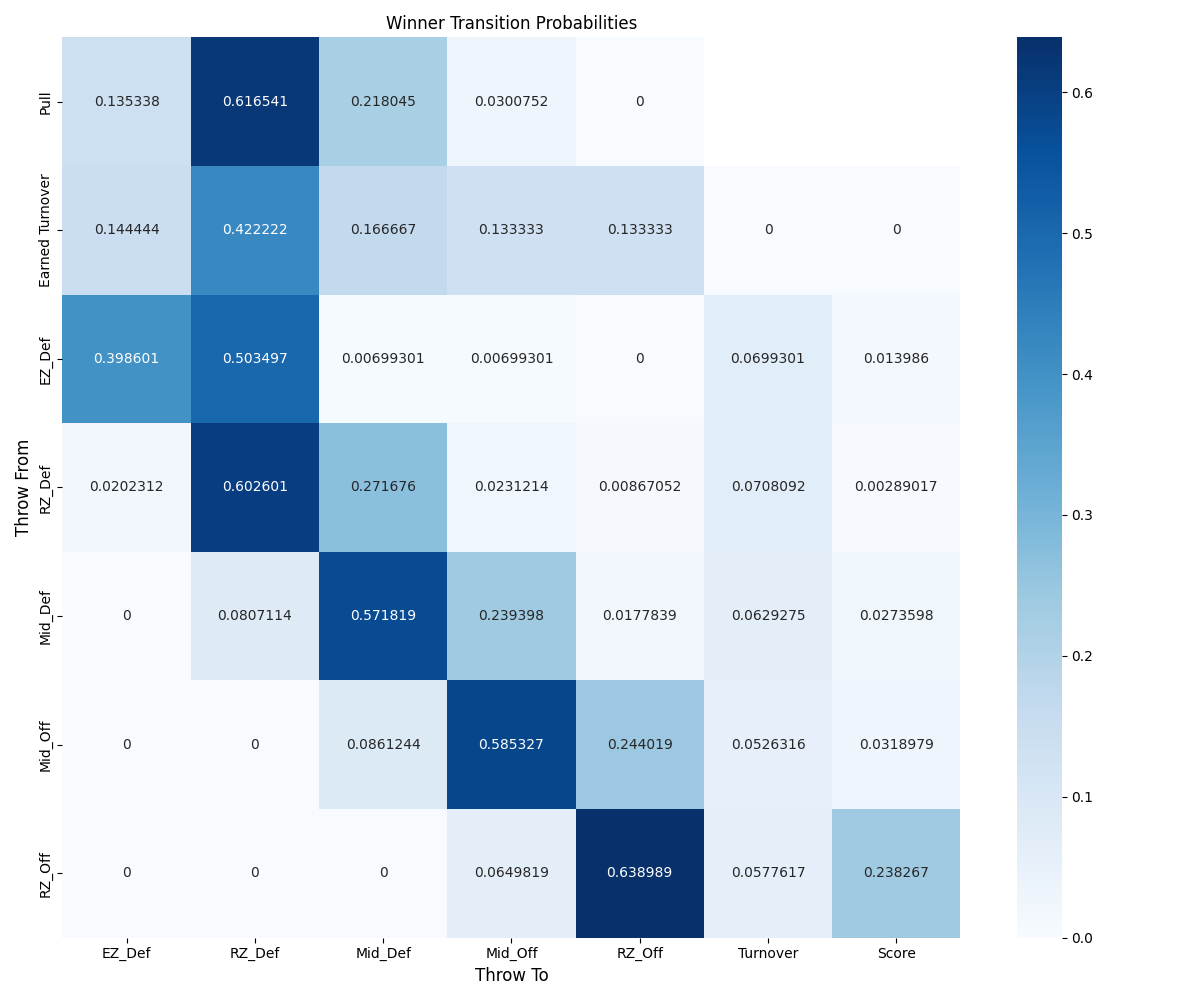 Winner Transition Probabilities
Throw From
Pull 0.135338 0.616541 0.218045 0.0300752 0
Earned Turnover 0.144444 0.422222 0.166667 0.133333 0.133333 0 0
EZ_Def 0.398601 0.503497 0.00699301 0.00699301 0 0.0699301 0.013986
RZ_Def 0.0202312 0.602601 0.271676 0.0231214 0.00867052 0.0708092 0.00289017
Mid_Def 0 0.0807114 0.571819 0.239398 0.0177839 0.0629275 0.0273598
Mid_Off 0 0 0.0861244 0.585327 0.244019 0.0526316 0.0318979
RZ_Off 0 0 0 0.0649819 0.638989 0.0577617 0.238267
EZ_Def RZ_Def Mid_Def Mid_Off RZ_Off Turnover Score
Throw To
0.6
0.5
0.4
0.3
0.2
0.1
0.0